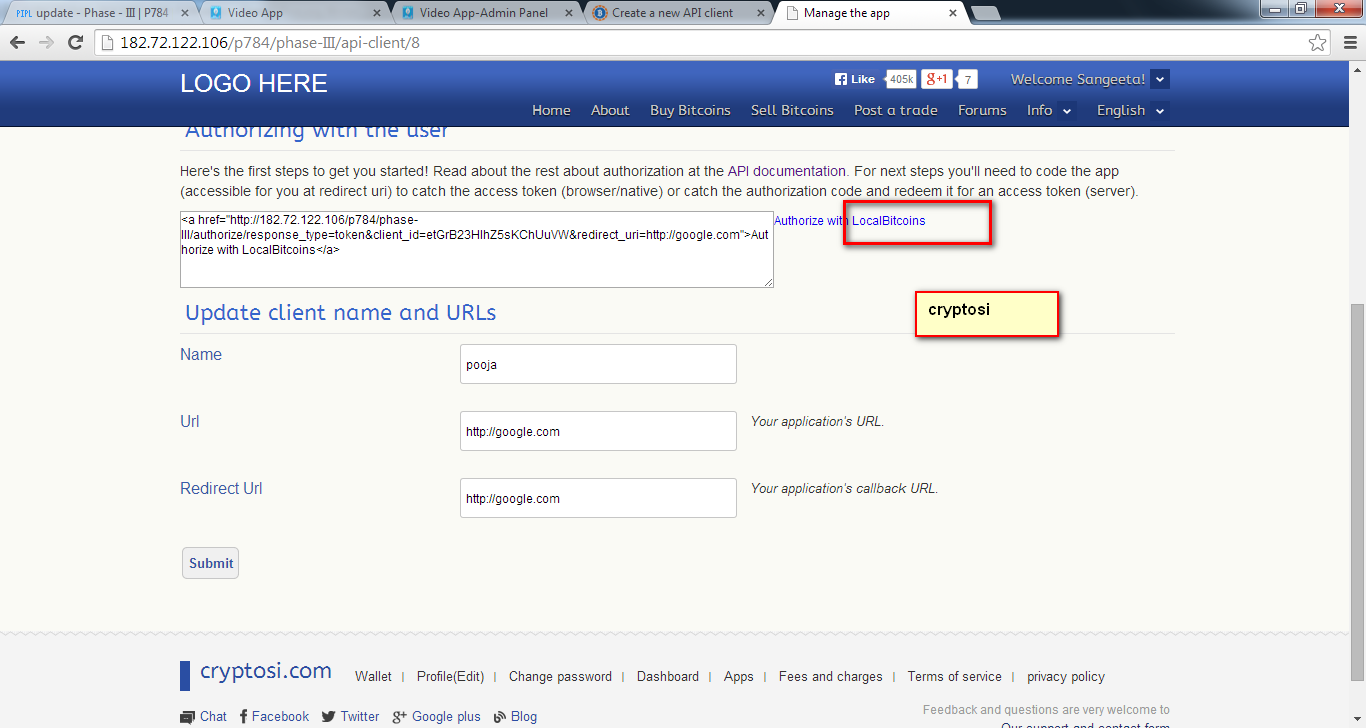 PIPL update - Phase - III | P784
Video App
Video App-Admin Panel
Create a new API client
Manage the app
182.72.122.106/p784/phase-III/api-client/8
LOGO HERE
Like 405k g+1 7
Welcome Sangeeta!
Home About Buy Bitcoins Sell Bitcoins Post a trade Forums Info English
Authorizing with the user
Here's the first steps to get you started! Read about the rest about authorization at the API documentation. For next steps you'll need to code the app
(accessible for you at redirect uri) to catch the access token (browser/native) or catch the authorization code and redeem it for an access token (server).
<a href="http://182.72.122.106/p784/phase-
III/authorize/response_type=token&client_id=etGrB23HIhZ5sKChUuVW&redirect_uri=http://google.com">Aut
horize with LocalBitcoins</a>
Authorize with LocalBitcoins
cryptosi
Update client name and URLs
Name
pooja
Url
http://google.com
Your application's URL.
Redirect Url
http://google.com
Your application's callback URL.
Submit
cryptosi.com
Wallet | Profile(Edit) | Change password | Dashboard | Apps | Fees and charges | Terms of service | privacy policy
Chat Facebook Twitter Google plus Blog
Feedback and questions are very welcome to
Our support and contact form